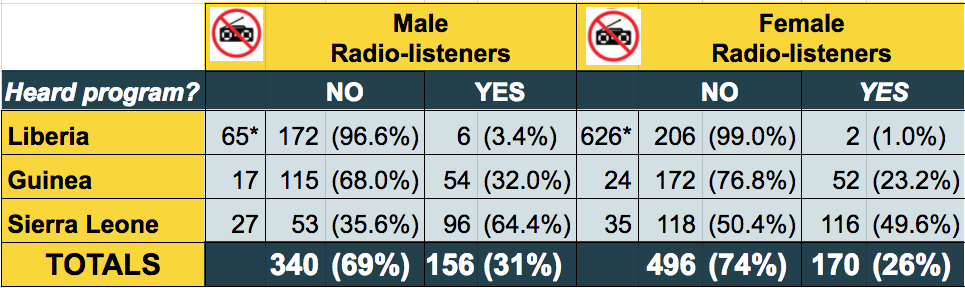 Male Radio-listeners Female Radio-listeners
Heard program? NO YES NO YES
Liberia 65* 172 (96.6%) 6 (3.4%) 626* 206 (99.0%) 2 (1.0%)
Guinea 17 115 (68.0%) 54 (32.0%) 24 172 (76.8%) 52 (23.2%)
Sierra Leone 27 53 (35.6%) 96 (64.4%) 35 118 (50.4%) 116 (49.6%)
TOTALS 340 (69%) 156 (31%) 496 (74%) 170 (26%)